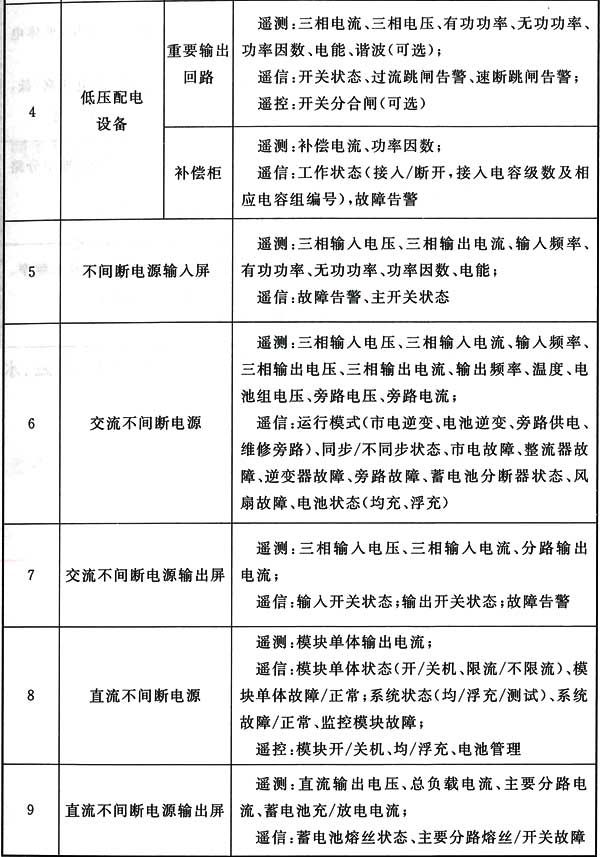 4
低压配电
设备
重要输出
回路
遥测:三相电流、三相电压、有功功率、无功功率、
功率因数、电能、谐波(可选);
遥信:开关状态、过流跳闸告警、速断跳闸告警;
遥控:开关分合闸(可选)
补偿柜
遥测:补偿电流、功率因数;
遥信:工作状态(接入/断开,接入电容级数及相
应电容组编号),故障告警
5
不间断电源输入屏
遥测:三相输入电压、三相输出电流、输入频率、
有功功率、无功功率、功率因数、电能;
遥信:故障告警、主开关状态
6
交流不间断电源
遥测:三相输入电压、三相输入电流、输入频率、
三相输出电压、三相输出电流、输出频率、温度、电
池组电压、旁路电压、旁路电流;
遥信:运行模式(市电逆变、电池逆变、旁路供电、
维修旁路)、同步/不同步状态、市电故障、整流器故
障、逆变器故障、旁路故障、蓄电池分断器状态、风
扇故障、电池状态(均充、浮充)
7
交流不间断电源输出屏
遥测:三相输入电压、三相输入电流、分路输出
电流;
遥信:输入开关状态;输出开关状态;故障告警
8
直流不间断电源
遥测:模块单体输出电流;
遥信:模块单体状态(开/关机、限流/不限流)、模
块单体故障/正常;系统状态(均/浮充/测试)、系统
故障/正常、监控模块故障;
遥控:模块开/关机、均/浮充、电池管理
9
直流不间断电源输出屏
遥测:直流输出电压、总负载电流、主要分路电
流、蓄电池充/放电电流;
遥信:蓄电池熔丝状态、主要分路熔丝/开关故障